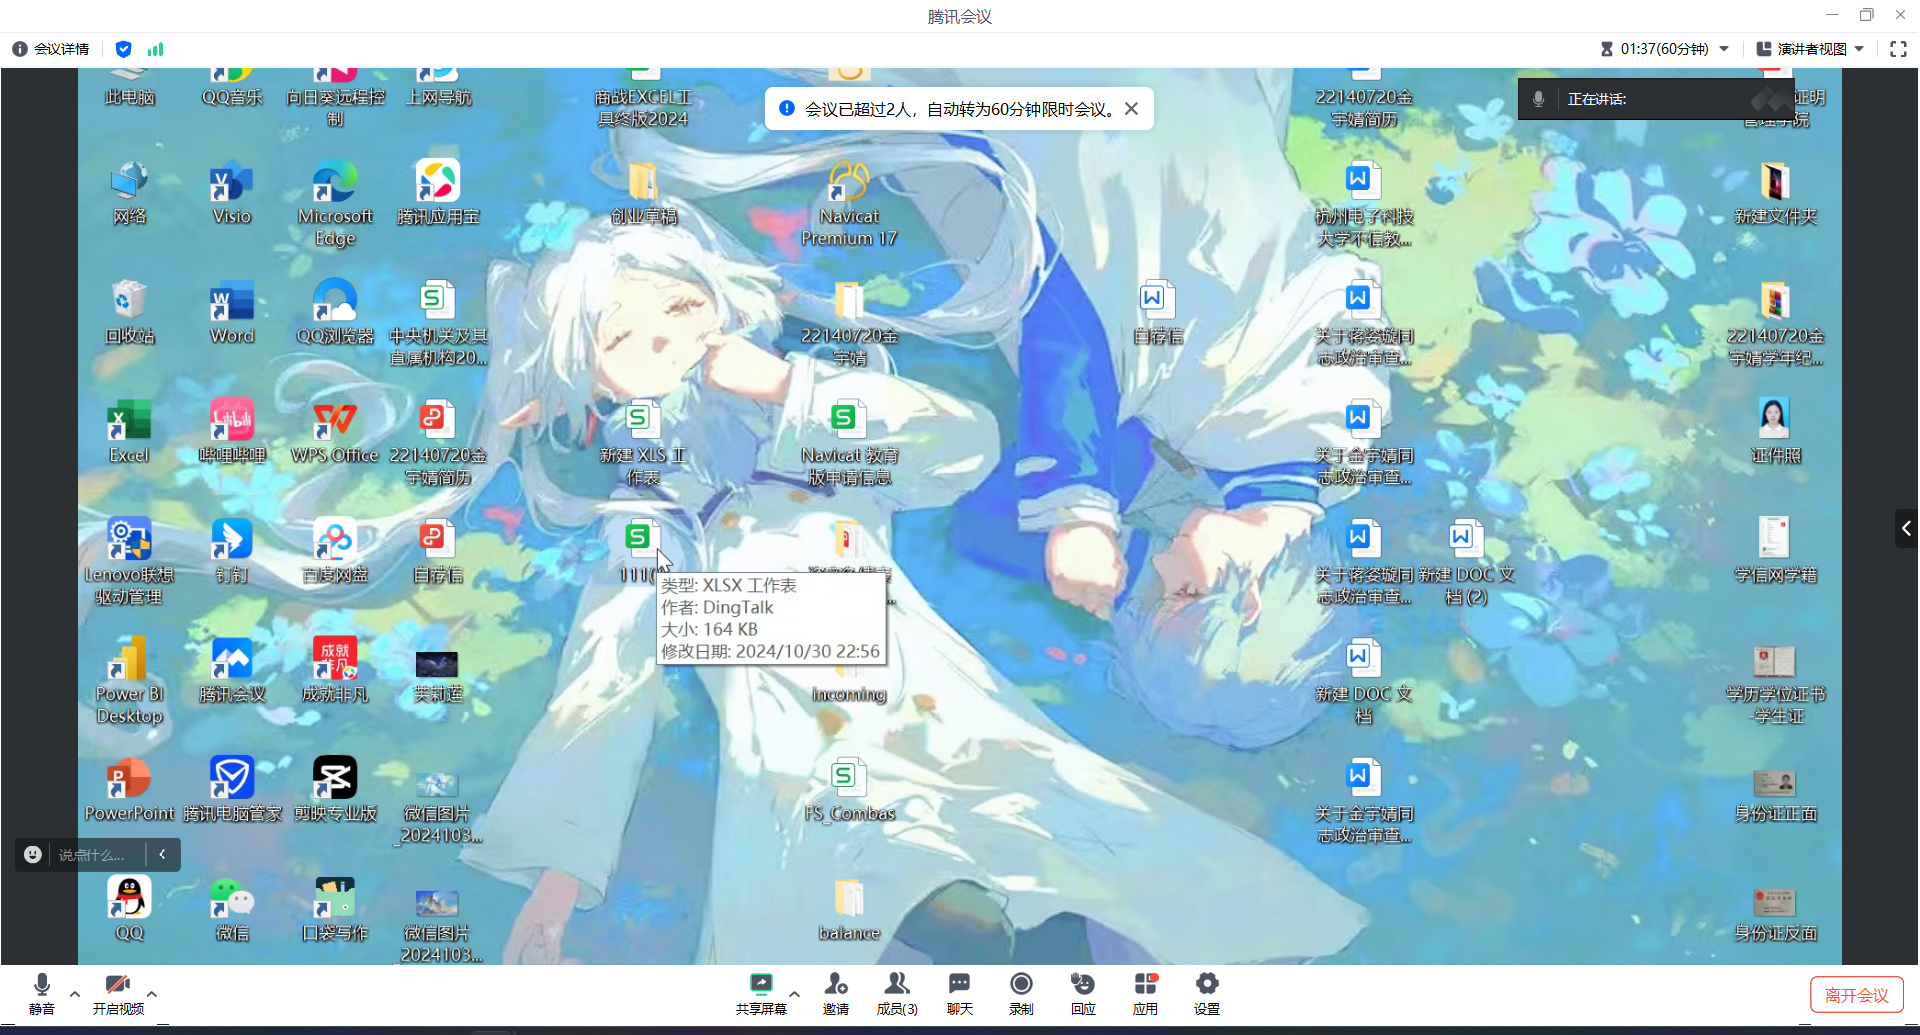 腾讯会议
会议详情
01:37(60分钟)
演讲者视图
此电脑
QQ音乐
向日葵远程控
制
上网导航
商战EXCEL工
具终版2024
会议已超过2人，自动转为60分钟限时会议。
22140720金
宇婧简历
正在讲话:
证明
管理学院
网络
Visio
Microsoft
Edge
腾讯应用宝
创业草稿
Navicat
Premium 17
杭州电子科技
大学不信教...
新建文件夹
回收站
Word
QQ浏览器
中央机关及其
直属机构20...
22140720金
宇婧
自荐信
关于蒋姿璇同
志政治审查...
22140720金
宇婧学年纪...
Excel
哔哩哔哩
WPS Office
22140720金
宇婧简历
新建 XLS 工
作表
Navicat 教育
版申请信息
关于金宇婧同
志政治审查...
证件照
Lenovo联想
驱动管理
钉钉
百度网盘
自荐信
111(
类型: XLSX 工作表
作者: DingTalk
大小: 164 KB
修改日期: 2024/10/30 22:56
关于蒋姿璇同
志政治审查...
新建 DOC 文
档 (2)
学信网学籍
Power BI
Desktop
腾讯会议
成就
非凡
成就非凡
芙莉莲
incoming
新建 DOC 文
档
学历学位证书
-学生证
PowerPoint
腾讯电脑管家
剪映专业版
微信图片
_2024103...
FS_Combas
关于金宇婧同
志政治审查...
身份证正面
说点什么...
QQ
微信
口袋写作
微信图片
_2024103...
balance
身份证反面
静音
开启视频
共享屏幕
邀请
成员(3)
聊天
录制
回应
应用
设置
离开会议